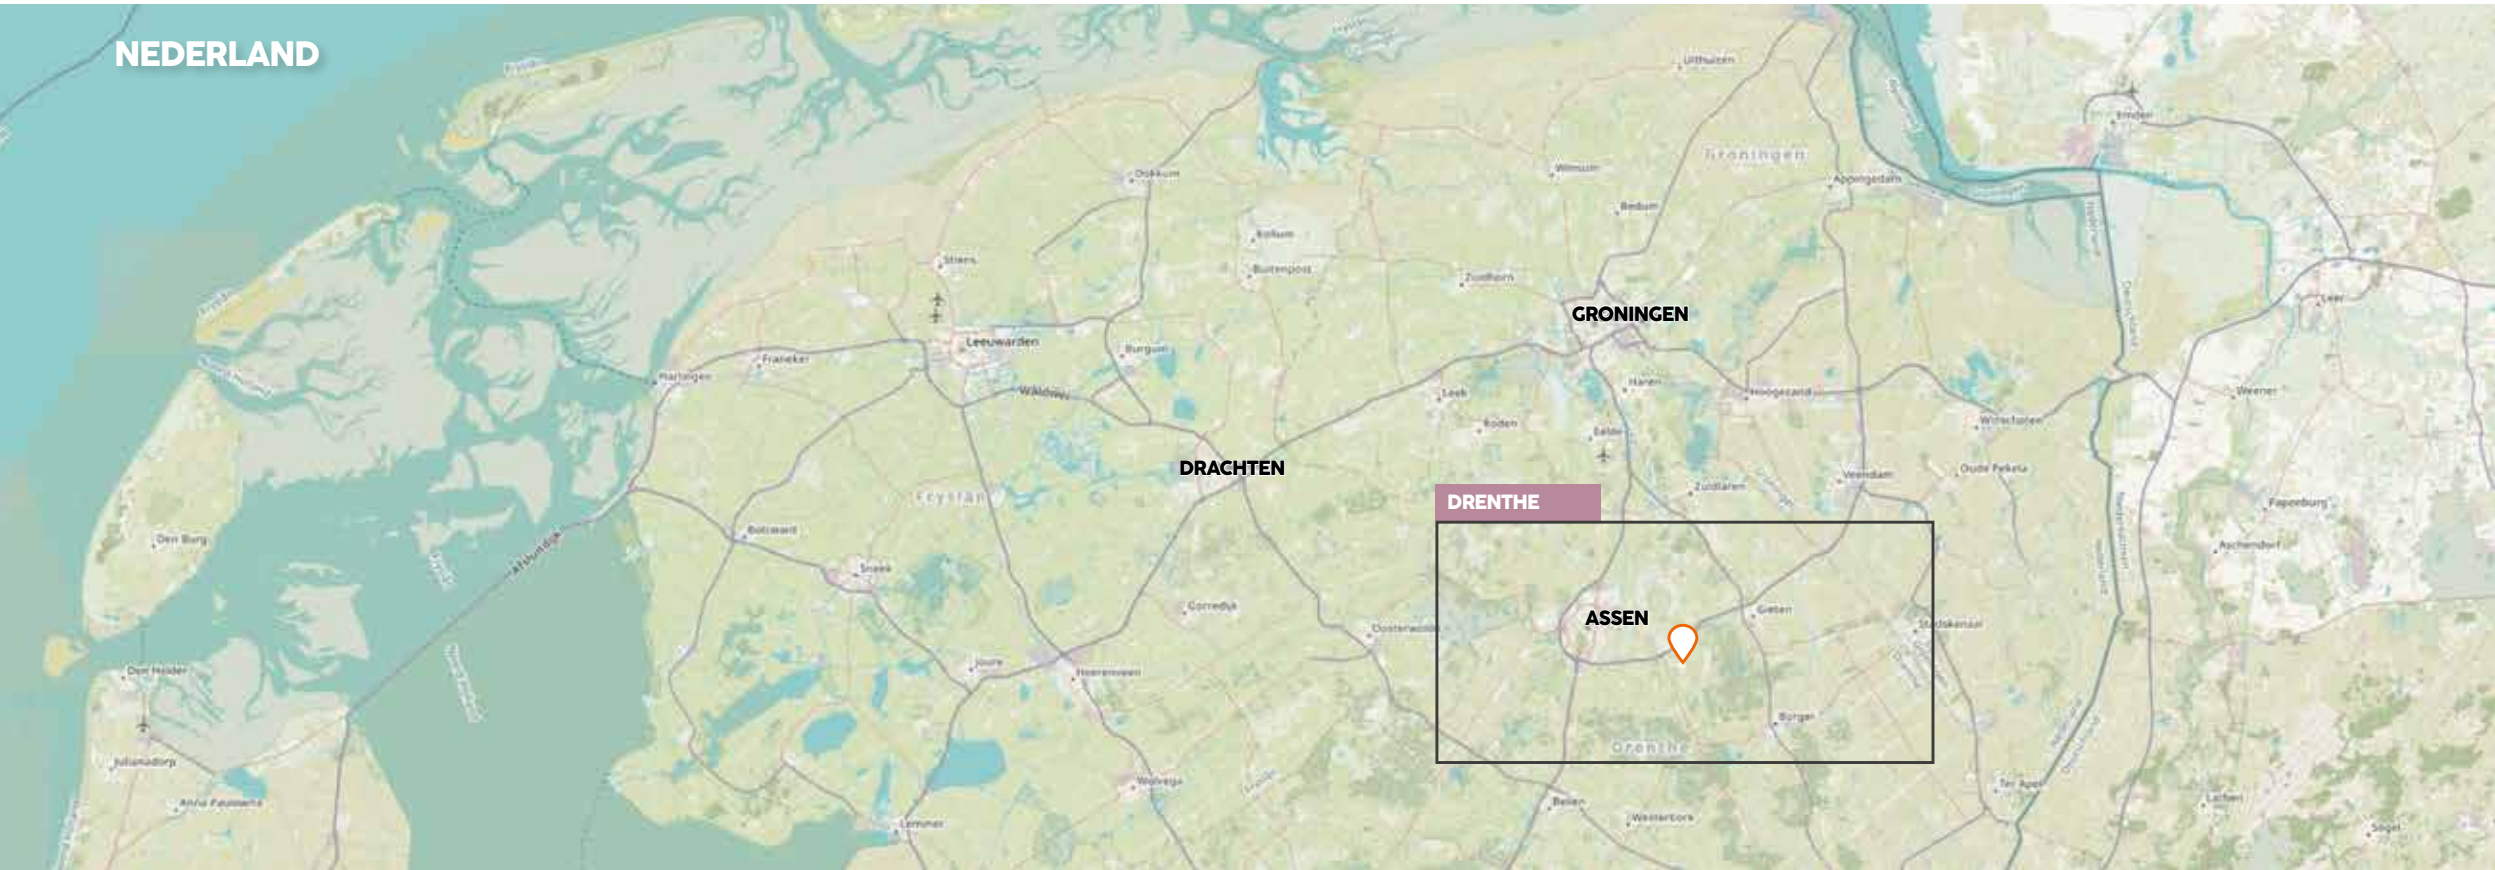 NEDERLAND
Uithuizen
Emden
Groningen
Dokkum
Winsum
Appingedam
Bedum
Kollum
Stiens
Buitenpost
Zuidhorn
Leer
GRONINGEN
Leeuwarden
Burgum
Franeker
Harlingen
Haren
Leek
Hoogezand
Weener
Roden
Eelde
Winschoten
DRACHTEN
Veendam
Oude Pekela
Zuidlaren
Fryslân
DRENTHE
Papenburg
Bolsward
Den Burg
Afsluitdijk
Aschendorf
Sneek
Gorredijk
Gieten
ASSEN
Stadskanaal
Oosterwolde
Den Helder
Joure
Heerenveen
Borger
Drenthe
Julianadorp
Wolvega
Ter Apel
Anna Paulowna
Beilen
Westerbork
Lathen
Lemmer
Sögel